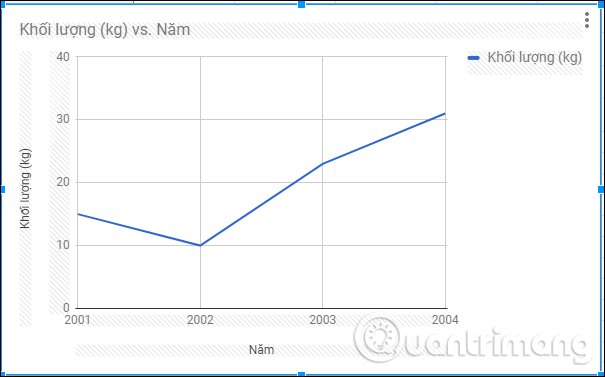 Khối lượng (kg) vs. Năm
Khối lượng (kg)
40
30
20
10
0
Khối lượng (kg)
2001
2002
2003
2004
Năm
Quantrimang